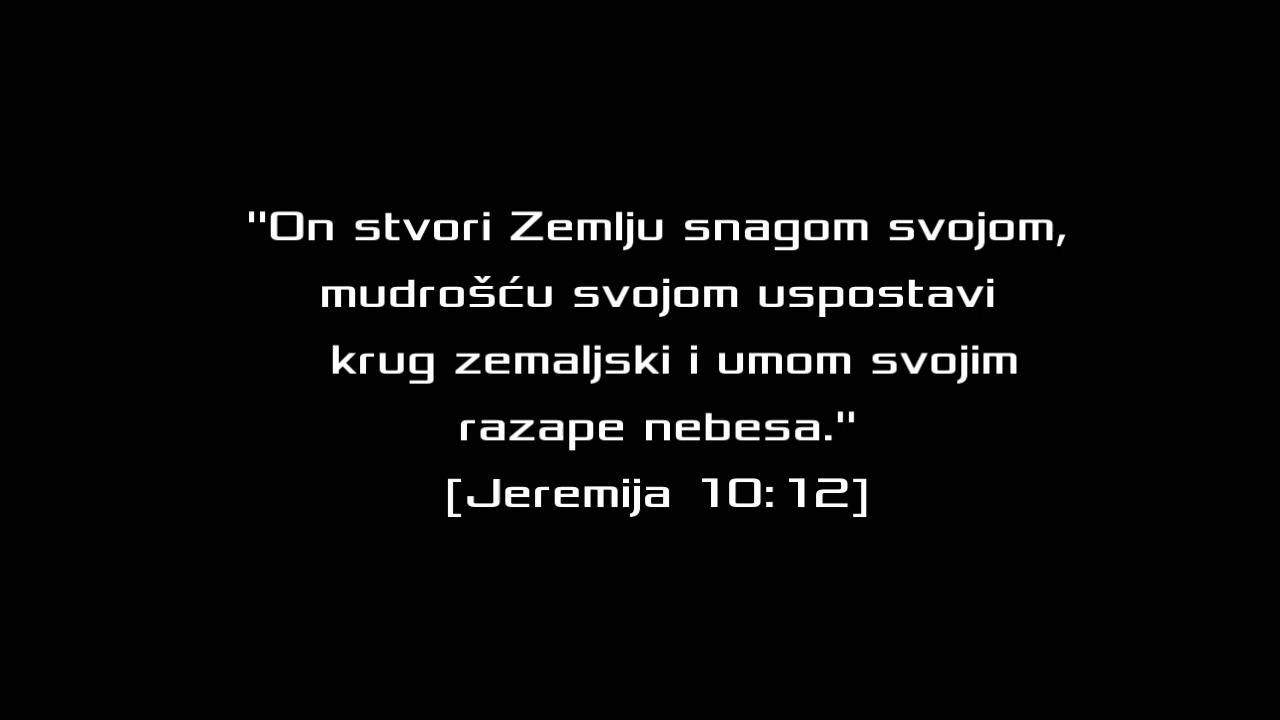 "On stvori Zemlju snagom svojom,
mudrošću svojom uspostavi
krug zemaljski i umom svojim
razape nebesa."
[Jeremija 10:12]